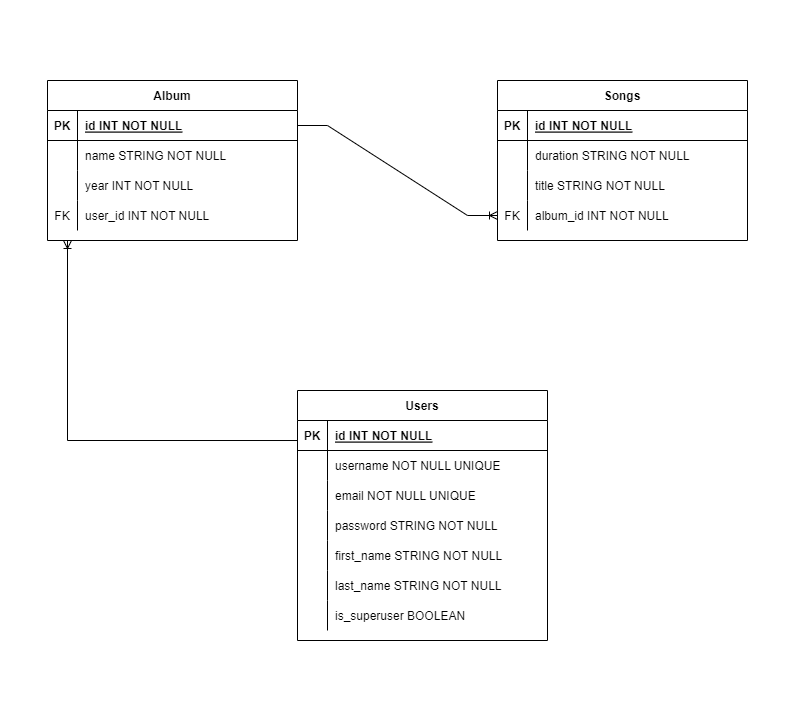 Album
PK id INT NOT NULL
name STRING NOT NULL
year INT NOT NULL
FK user_id INT NOT NULL
Songs
PK id INT NOT NULL
duration STRING NOT NULL
title STRING NOT NULL
FK album_id INT NOT NULL
Users
PK id INT NOT NULL
username NOT NULL UNIQUE
email NOT NULL UNIQUE
password STRING NOT NULL
first_name STRING NOT NULL
last_name STRING NOT NULL
is_superuser BOOLEAN